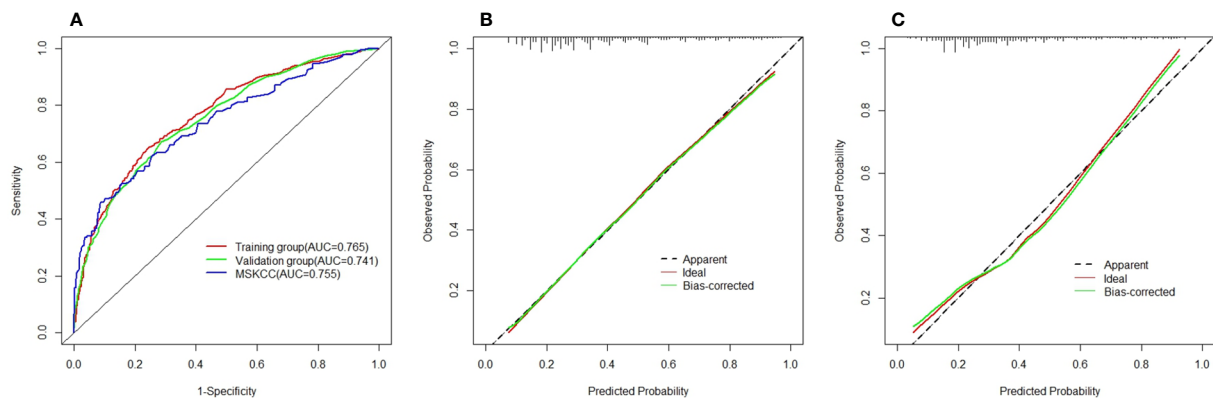 A
1.0
0.8
0.6
0.4
0.2
0.0
Sensitivity
Training group(AUC=0.765)
Validation group(AUC=0.741)
MSKCC(AUC=0.755)
0.0 0.2 0.4 0.6 0.8 1.0
1-Specificity
B
1.0
0.8
0.6
0.4
0.2
Observed Probability
Apparent
Ideal
Bias-corrected
0.0 0.2 0.4 0.6 0.8 1.0
Predicted Probability
C
1.0
0.8
0.6
0.4
0.2
Observed Probability
Apparent
Ideal
Bias-corrected
0.0 0.2 0.4 0.6 0.8 1.0
Predicted Probability